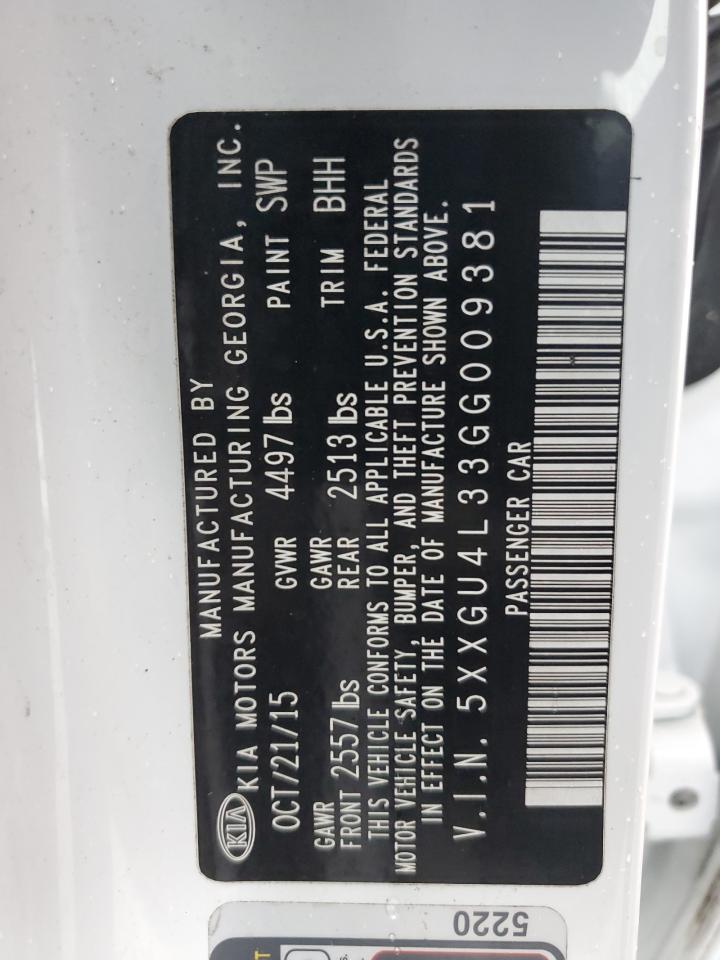 MANUFACTURED BY
KIA KIA MOTORS MANUFACTURING GEORGIA, INC.
OCT/21/15 GVWR 4497 lbs PAINT SWP
GAWR GAWR
FRONT 2557 lbs REAR 2513 lbs TRIM BHH
THIS VEHICLE CONFORMS TO ALL APPLICABLE U.S.A. FEDERAL
MOTOR VEHICLE SAFETY, BUMPER, AND THEFT PREVENTION STANDARDS
IN EFFECT ON THE DATE OF MANUFACTURE SHOWN ABOVE.
V.I.N. 5XXGU4L33GG009381
PASSENGER CAR
5220